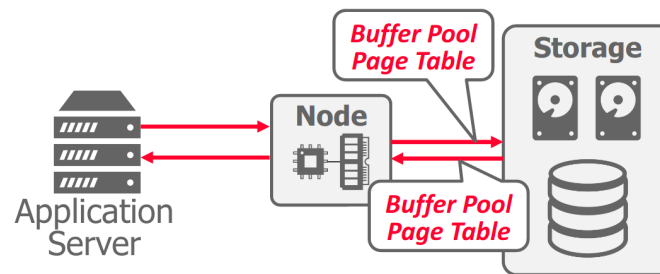 Buffer Pool
Page Table
Storage
Node
Buffer Pool
Page Table
Application
Server